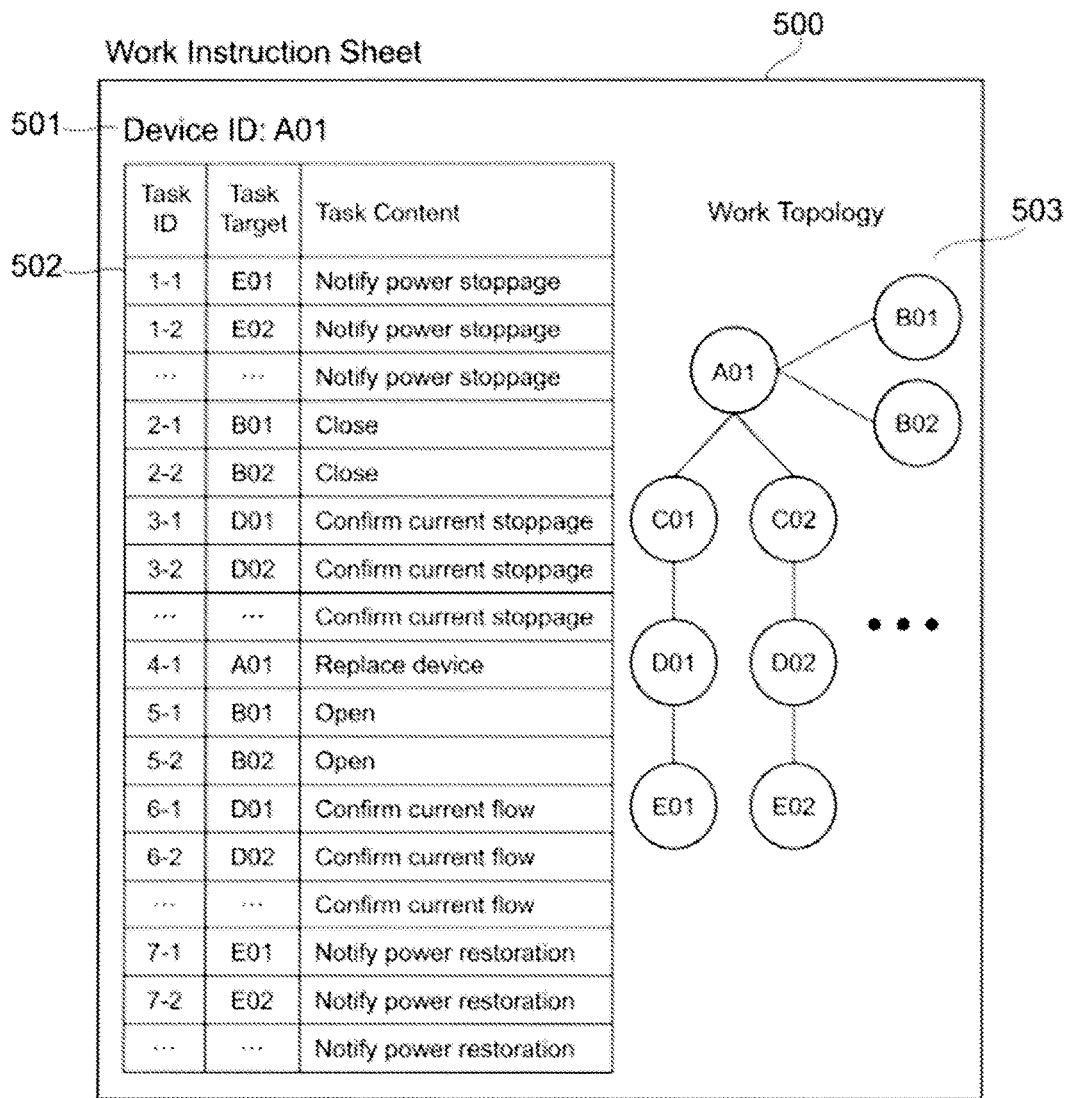 500
Work Instruction Sheet
501
Device ID: A01
Task ID Task Target Task Content
502
1-1 E01 Notify power stoppage
1-2 E02 Notify power stoppage
... ... Notify power stoppage
2-1 B01 Close
2-2 B02 Close
3-1 D01 Confirm current stoppage
3-2 D02 Confirm current stoppage
... ... Confirm current stoppage
4-1 A01 Replace device
5-1 B01 Open
5-2 B02 Open
6-1 D01 Confirm current flow
6-2 D02 Confirm current flow
... ... Confirm current flow
7-1 E01 Notify power restoration
7-2 E02 Notify power restoration
... ... Notify power restoration
Work Topology
503
B01
A01
B02
C01 C02
D01 D02
• • •
E01 E02